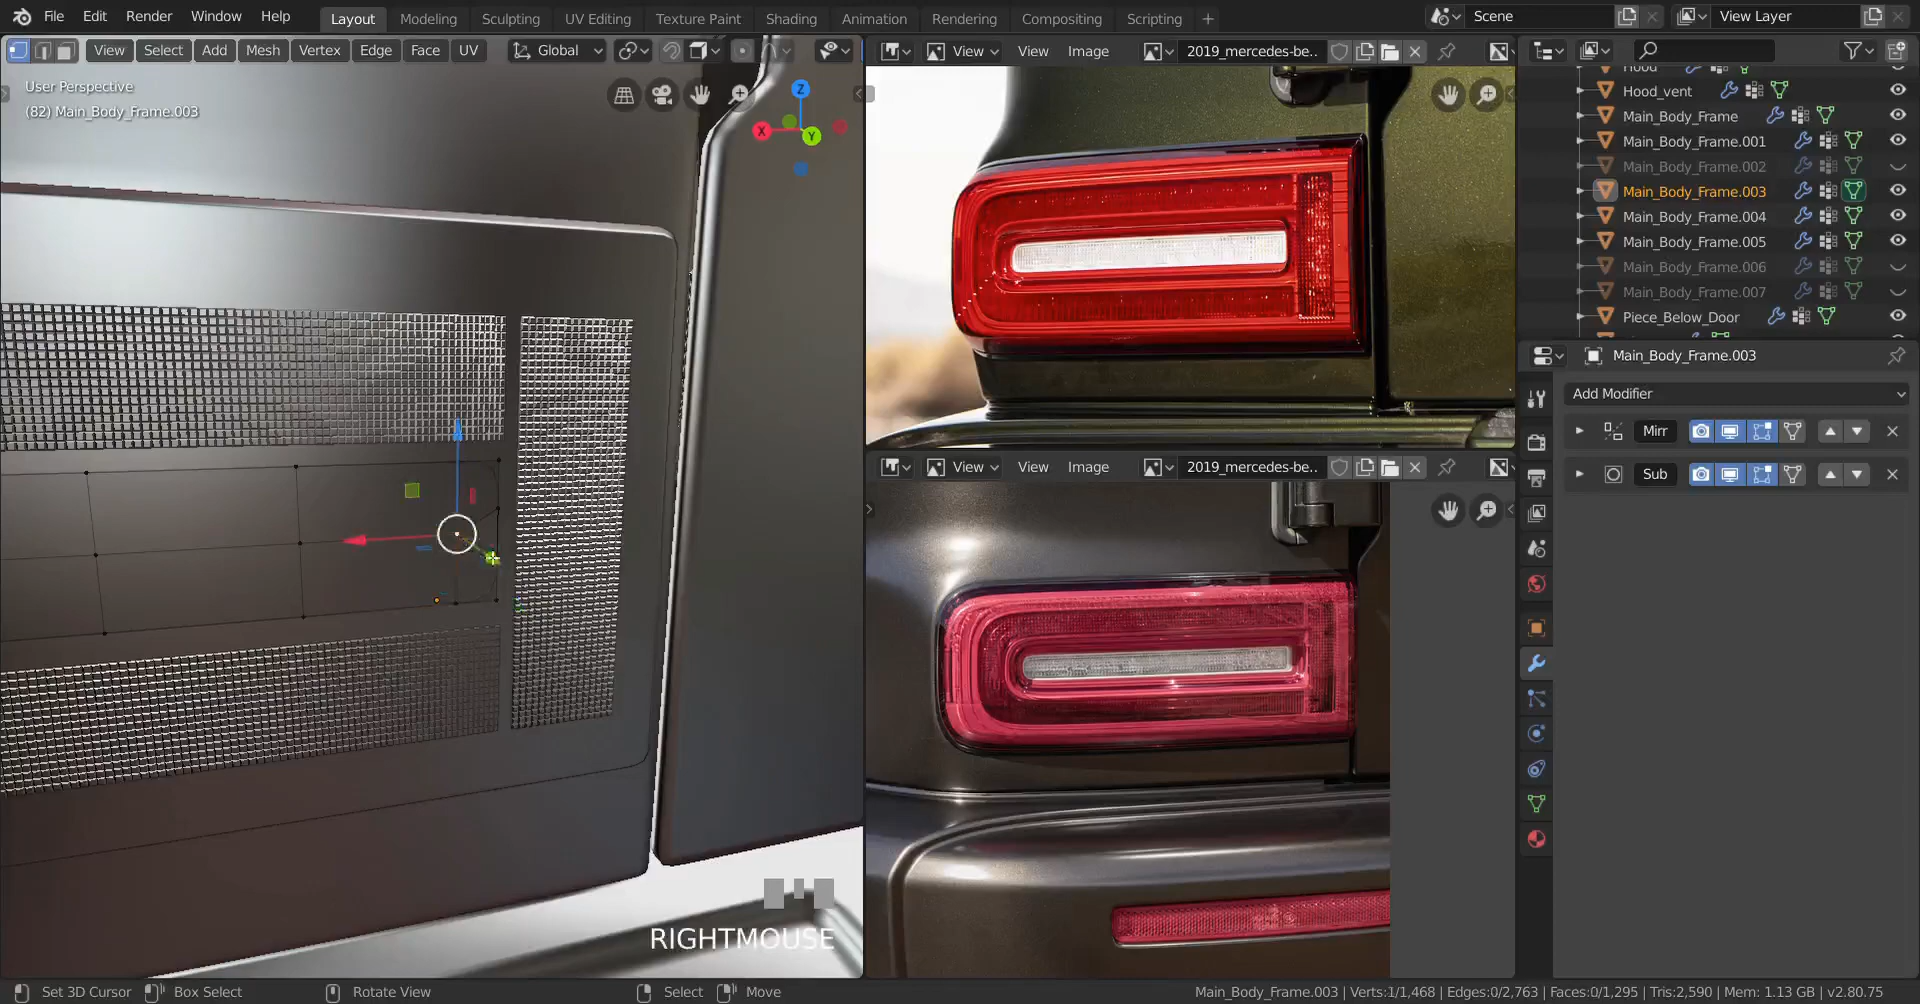 File Edit Render Window Help Layout Modeling Sculpting UV Editing Texture Paint Shading Animation Rendering Compositing Scripting + Scene View Layer
View Select Add Mesh Vertex Edge Face UV Global
View View Image 2019_mercedes-be..
User Perspective
(82) Main_Body_Frame.003
Z
X
Y
Hood_vent
Main_Body_Frame
Main_Body_Frame.001
Main_Body_Frame.002
Main_Body_Frame.003
Main_Body_Frame.004
Main_Body_Frame.005
Main_Body_Frame.006
Main_Body_Frame.007
Piece_Below_Door
Main_Body_Frame.003
Add Modifier
Mirr
Sub
View View Image 2019_mercedes-be..
RIGHTMOUSE
Set 3D Cursor Box Select Rotate View Select Move Main_Body_Frame.003 | Verts:1/1,468 | Edges:0/2,763 | Faces:0/1,295 | Tris:2,590 | Mem: 1.13 GB | v2.80.75